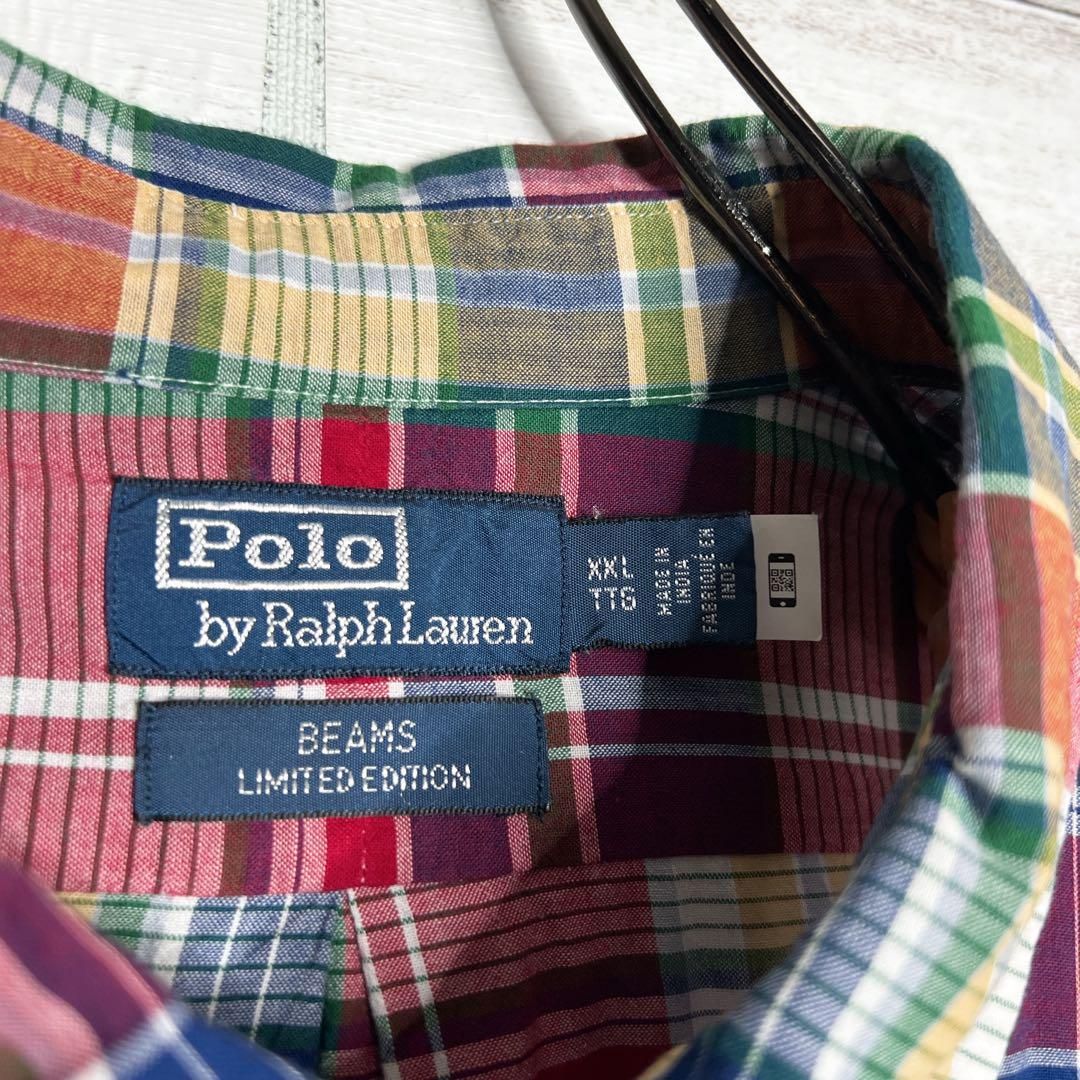 Polo
by Ralph Lauren
XXL
TTG
MADE IN
INDIA
FABRIQUÉ EN
INDE
BEAMS
LIMITED EDITION